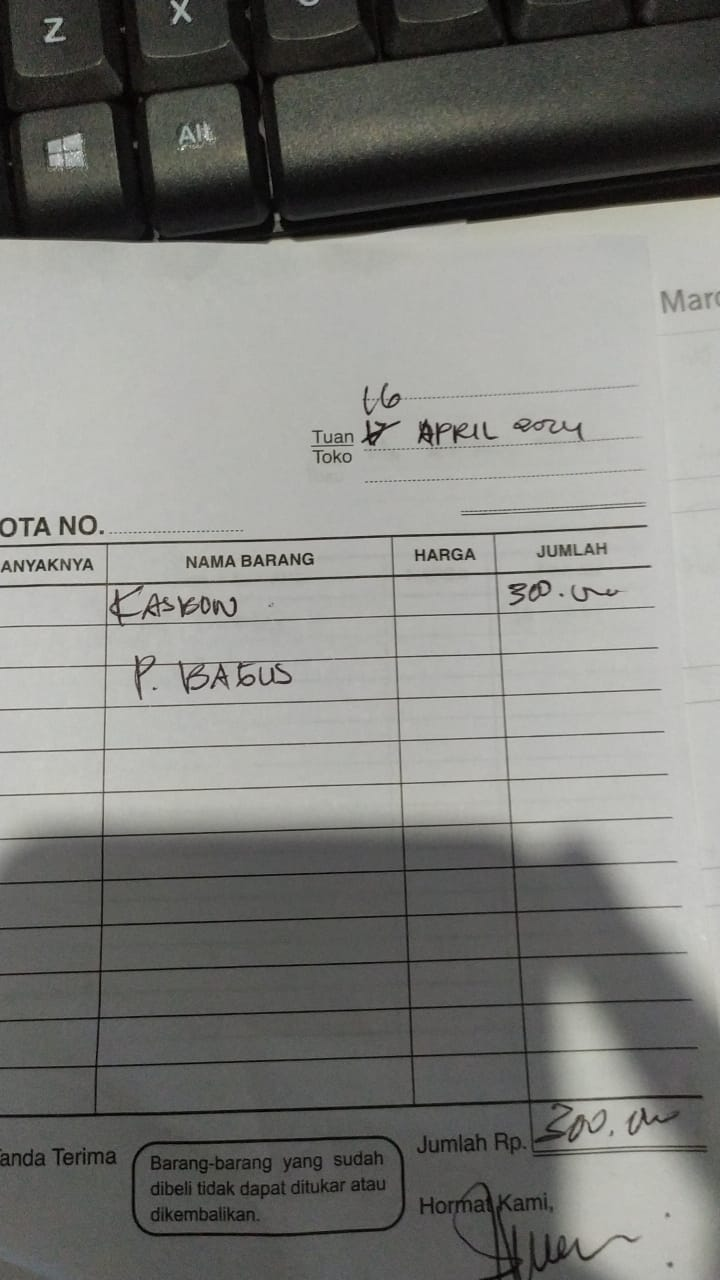 Z X
Alt
Marc
16
Tuan 17 APRIL 2024
Toko
OTA NO.
ANYAKNYA NAMA BARANG HARGA JUMLAH
KASBON 300.000
P. BAGUS
anda Terima
Barang-barang yang sudah
dibeli tidak dapat ditukar atau
dikembalikan.
Jumlah Rp. 300.000
Hormat Kami,